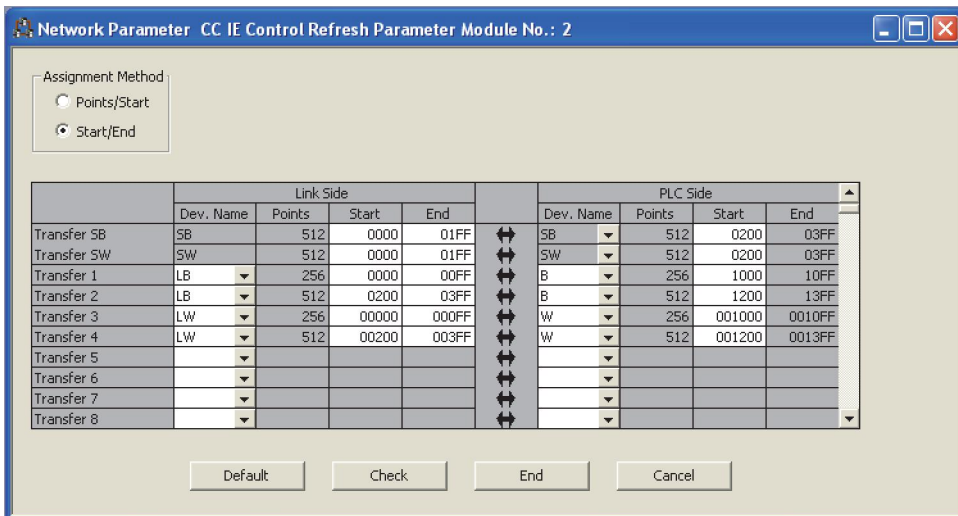 Network Parameter CC IE Control Refresh Parameter Module No.: 2
Assignment Method
Points/Start
Start/End
Link Side PLC Side
Dev. Name Points Start End Dev. Name Points Start End
Transfer SB SB 512 0000 01FF SB 512 0200 03FF
Transfer SW SW 512 0000 01FF SW 512 0200 03FF
Transfer 1 LB 256 0000 00FF B 256 1000 10FF
Transfer 2 LB 512 0200 03FF B 512 1200 13FF
Transfer 3 LW 256 00000 000FF W 256 001000 0010FF
Transfer 4 LW 512 00200 003FF W 512 001200 0013FF
Transfer 5
Transfer 6
Transfer 7
Transfer 8
Default Check End Cancel